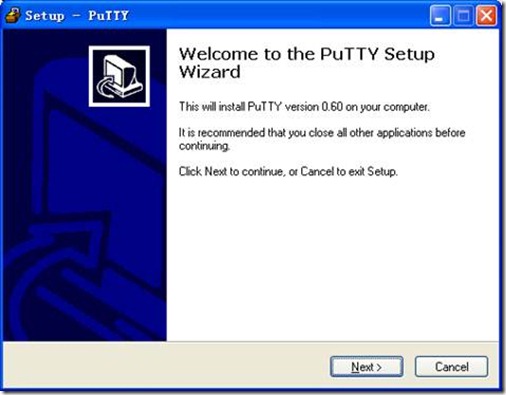 Setup - PuTTY
Welcome to the PuTTY Setup
Wizard
This will install PuTTY version 0.60 on your computer.
It is recommended that you close all other applications before
continuing.
Click Next to continue, or Cancel to exit Setup.
Next >
Cancel